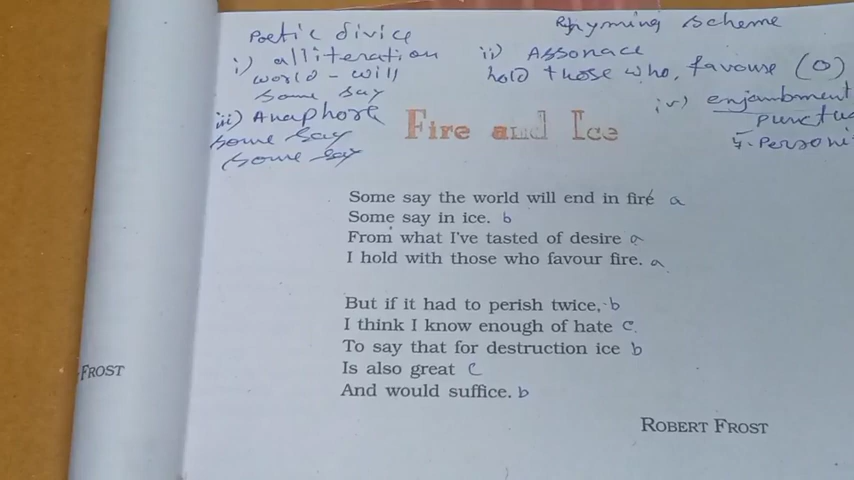 Poetic divice
Rhyming scheme
i) alliteration
world - will
some say
ii) Assonace
hold those who, favouse (o)
iii) Anaphora
some say
some say
iv) enjambment
punctua
5. Personi
Fire and Ice
Some say the world will end in fire a
Some say in ice. b
From what I've tasted of desire a
I hold with those who favour fire. a
But if it had to perish twice, b
I think I know enough of hate c
To say that for destruction ice b
Is also great c
And would suffice. b
ROBERT FROST
FROST